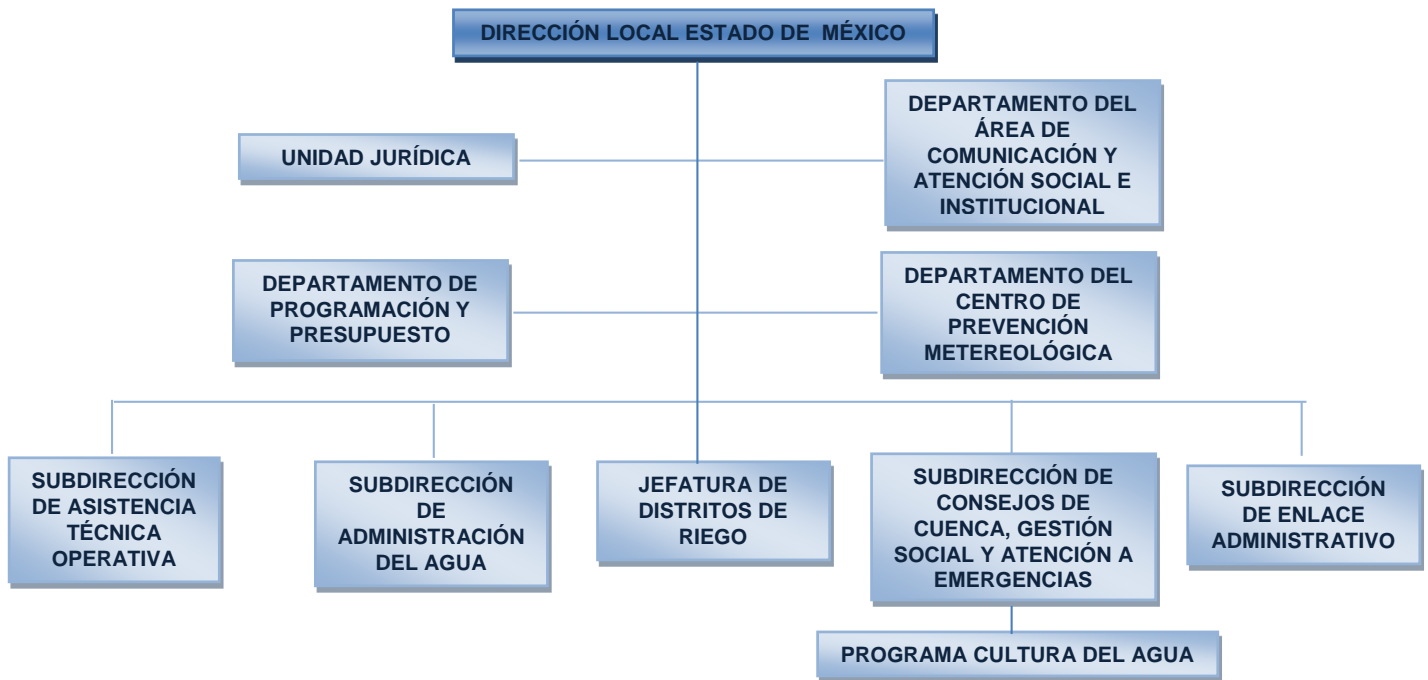 DIRECCIÓN LOCAL ESTADO DE MÉXICO
UNIDAD JURÍDICA
DEPARTAMENTO DEL
ÁREA DE
COMUNICACIÓN Y
ATENCIÓN SOCIAL E
INSTITUCIONAL
DEPARTAMENTO DE
PROGRAMACIÓN Y
PRESUPUESTO
DEPARTAMENTO DEL
CENTRO DE
PREVENCIÓN
METEREOLÓGICA
SUBDIRECCIÓN
DE ASISTENCIA
TÉCNICA
OPERATIVA
SUBDIRECCIÓN
DE
ADMINISTRACIÓN
DEL AGUA
JEFATURA DE
DISTRITOS DE
RIEGO
SUBDIRECCIÓN DE
CONSEJOS DE
CUENCA, GESTIÓN
SOCIAL Y ATENCIÓN A
EMERGENCIAS
SUBDIRECCIÓN
DE ENLACE
ADMINISTRATIVO
PROGRAMA CULTURA DEL AGUA